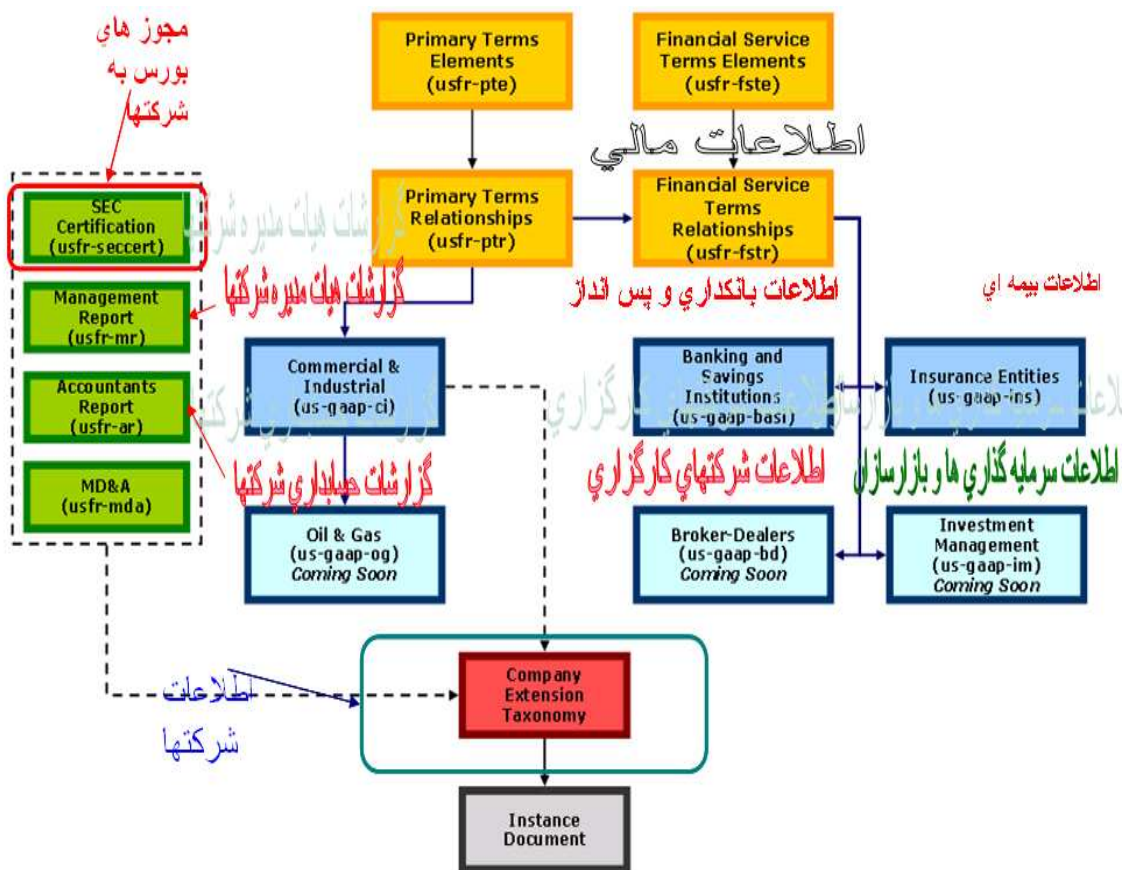 مجوز هاي
بورس به
شركتها
Primary Terms
Elements
(usfr-pte)
Financial Service
Terms Elements
(usfr-fste)
اطلاعات مالي
SEC
Certification
(usfr-seccert)
Primary Terms
Relationships
(usfr-ptr)
Financial Service
Terms
Relationships
(usfr-fstr)
گزارشات هيات مديره شركتها
Management
Report
(usfr-mr)
گزارشات هيات مديره شركتها
اطلاعات بانكداري و پس انداز
اطلاعات بيمه اي
Accountants
Report
(usfr-ar)
Commercial &
Industrial
(us-gaap-ci)
Banking and
Savings
Institutions
(us-gaap-basi)
Insurance Entities
(us-gaap-ins)
گزارشات حسابداري شركتها
اطلاعات شركتهاي كارگزاري
اطلاعات سرمايه گذاري ها و بازارسازان
MD&A
(usfr-mda)
Oil & Gas
(us-gaap-og)
Coming Soon
Broker-Dealers
(us-gaap-bd)
Coming Soon
Investment
Management
(us-gaap-im)
Coming Soon
اطلاعات
شركتها
Company
Extension
Taxonomy
Instance
Document